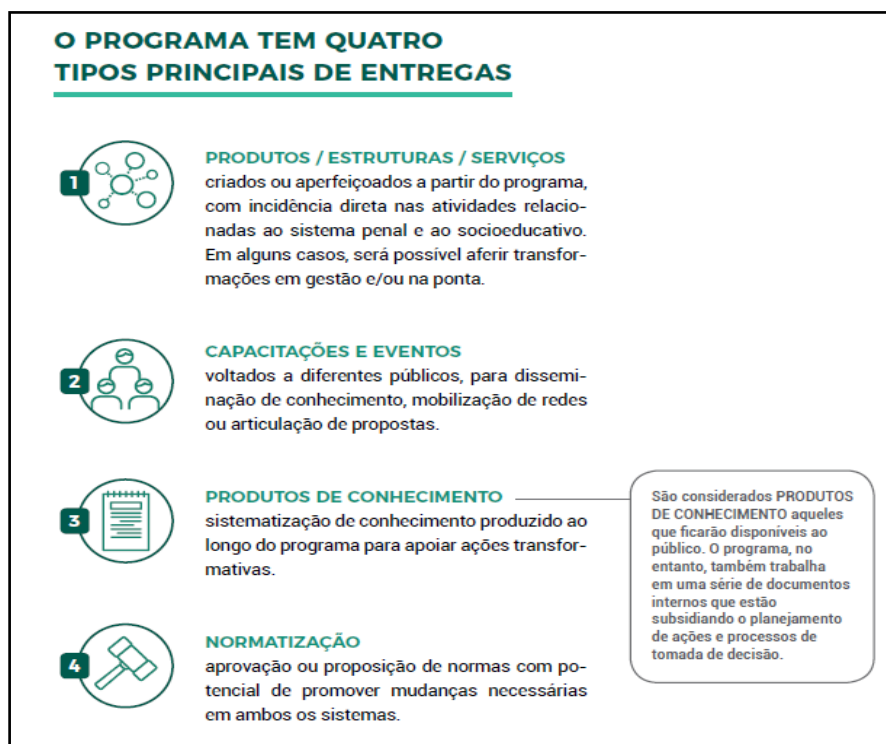 O PROGRAMA TEM QUATRO
TIPOS PRINCIPAIS DE ENTREGAS
1
PRODUTOS / ESTRUTURAS / SERVIÇOS
criados ou aperfeiçoados a partir do programa,
com incidência direta nas atividades relacio-
nadas ao sistema penal e ao socioeducativo.
Em alguns casos, será possível aferir transfor-
mações em gestão e/ou na ponta.
2
CAPACITAÇÕES E EVENTOS
voltados a diferentes públicos, para dissemi-
nação de conhecimento, mobilização de redes
ou articulação de propostas.
3
PRODUTOS DE CONHECIMENTO
sistematização de conhecimento produzido ao
longo do programa para apoiar ações transfor-
mativas.
São considerados PRODUTOS
DE CONHECIMENTO aqueles
que ficarão disponíveis ao
público. O programa, no
entanto, também trabalha
em uma série de documentos
internos que estão
subsidiando o planejamento
de ações e processos de
tomada de decisão.
4
NORMATIZAÇÃO
aprovação ou proposição de normas com po-
tencial de promover mudanças necessárias
em ambos os sistemas.